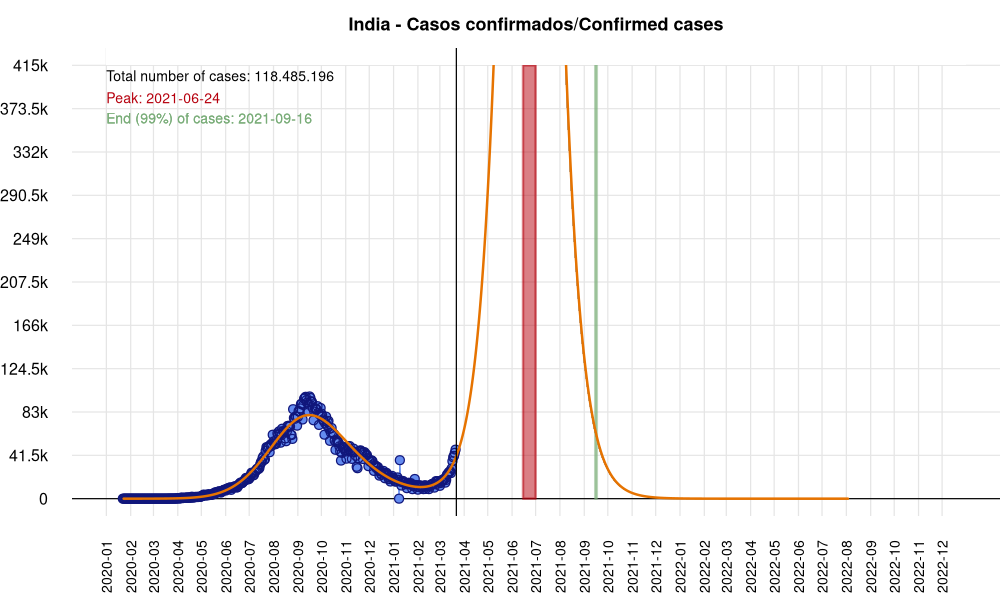 India - Casos confirmados/Confirmed cases
Total number of cases: 118.485.196
Peak: 2021-06-24
End (99%) of cases: 2021-09-16
415k
373.5k
332k
290.5k
249k
207.5k
166k
124.5k
83k
41.5k
0
2020-01
2020-02
2020-03
2020-04
2020-05
2020-06
2020-07
2020-08
2020-09
2020-10
2020-11
2020-12
2021-01
2021-02
2021-03
2021-04
2021-05
2021-06
2021-07
2021-08
2021-09
2021-10
2021-11
2021-12
2022-01
2022-02
2022-03
2022-04
2022-05
2022-06
2022-07
2022-08
2022-09
2022-10
2022-11
2022-12